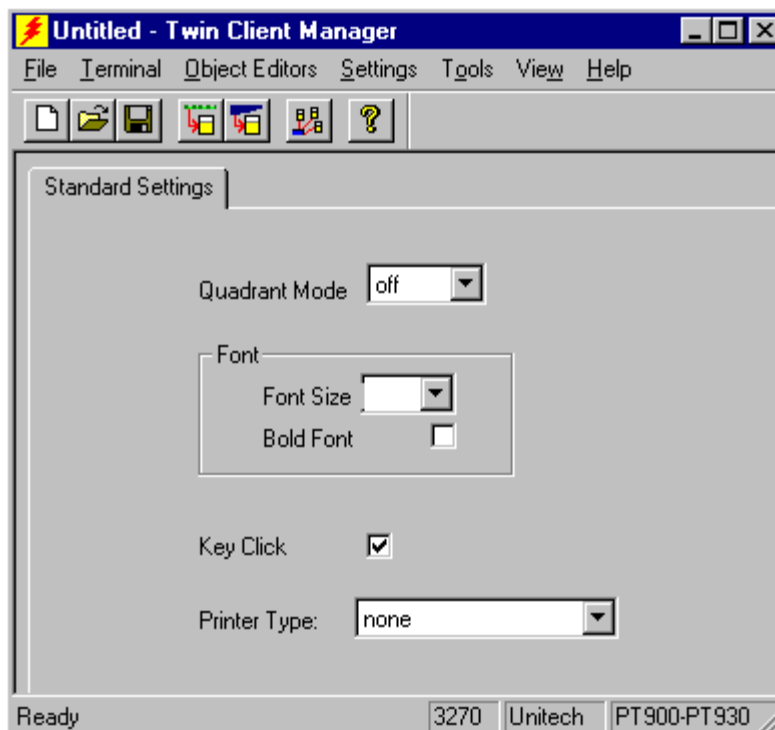 Untitled - Twin Client Manager
File Terminal Object Editors Settings Tools View Help
Standard Settings
Quadrant Mode off
Font
Font Size
Bold Font
Key Click
Printer Type: none
Ready 3270 Unitech PT900-PT930